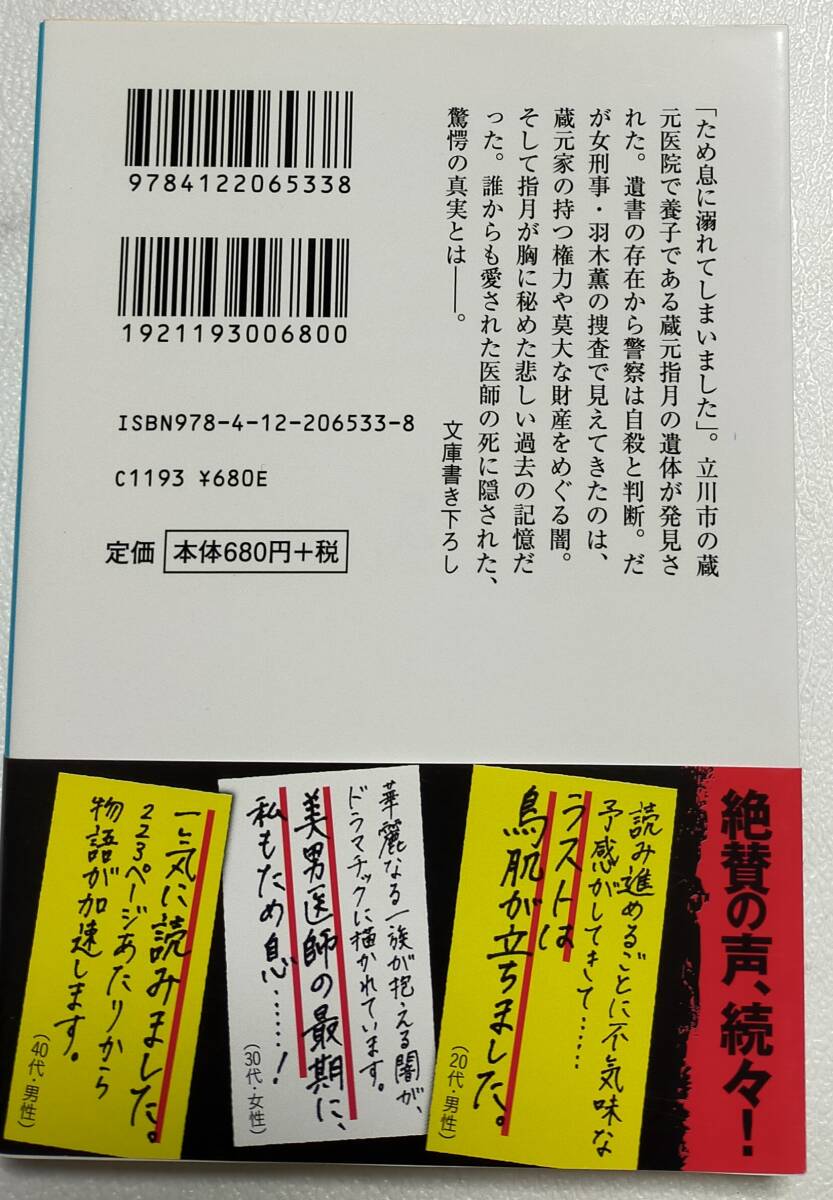 「ため息に溺れてしまいました」。立川市の蔵
元医院で養子である蔵元指月の遺体が発見さ
れた。遺書の存在から警察は自殺と判断。だ
が女刑事・羽木薫の捜査で見えてきたのは、
蔵元家の持つ権力や莫大な財産をめぐる闇。
そして指月が胸に秘めた悲しい過去の記憶だ
った。誰からも愛された医師の死に隠された、
驚愕の真実とは――。
文庫書き下ろし
9784122065338
1921193006800
ISBN978-4-12-206533-8
C1193 ¥680E
定価 本体680円+税
絶賛の声、続々!
読み進めるごとに不気味な
予感がしてきて……
ラストは
鳥肌が立ちました。
(20代・男性)
華麗なる一族が抱える闇が、
ドラマチックに描かれています。
美男医師の最期に、
私もため息……!
(30代・女性)
一気に読みました。
223ページあたりから
物語が加速します。
(40代・男性)